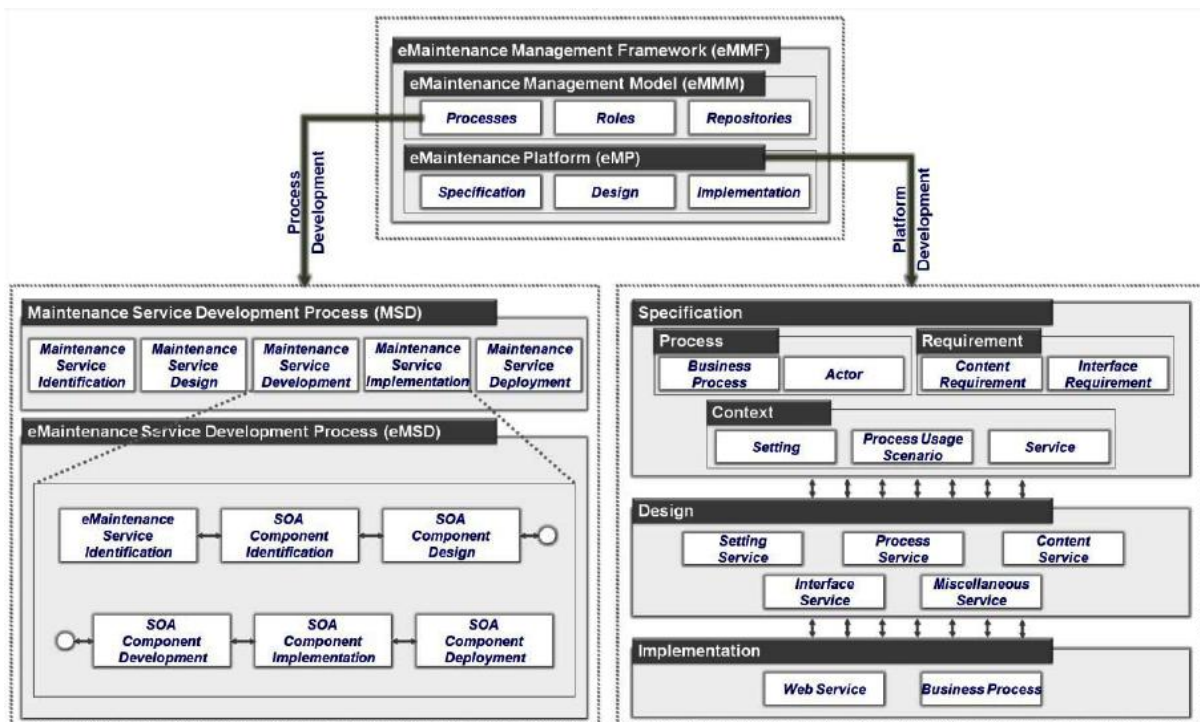 eMaintenance Management Framework (eMMF)
eMaintenance Management Model (eMMM)
Processes
Roles
Repositories
eMaintenance Platform (eMP)
Specification
Design
Implementation
Process
Development
Platform
Development
Maintenance Service Development Process (MSD)
Maintenance
Service
Identification
Maintenance
Service
Design
Maintenance
Service
Development
Maintenance
Service
Implementation
Maintenance
Service
Deployment
eMaintenance Service Development Process (eMSD)
eMaintenance
Service
Identification
SOA
Component
Identification
SOA
Component
Design
SOA
Component
Development
SOA
Component
Implementation
SOA
Component
Deployment
Specification
Process
Business
Process
Actor
Requirement
Content
Requirement
Interface
Requirement
Context
Setting
Process Usage
Scenario
Service
Design
Setting
Service
Process
Service
Content
Service
Interface
Service
Miscellaneous
Service
Implementation
Web Service
Business Process